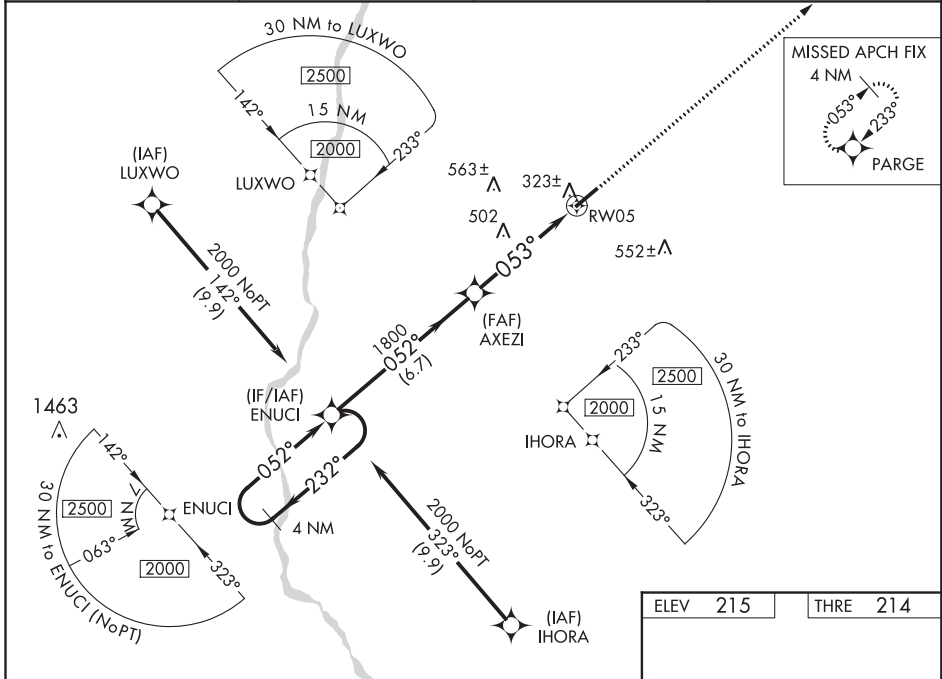 30 NM to LUXWO
2500
142°
15 NM
2000
233°
LUXWO
MISSED APCH FIX
4 NM
053°
233°
PARGE
(IAF)
LUXWO
2000 NoPT
142°
(9.9)
563±
323±
RW05
502
552±
053°
(FAF)
AXEZI
1800
052°
(6.7)
(IF/IAF)
ENUCI
052°
232°
4 NM
1463
142°
30 NM to ENUCI (NoPT)
2500
7 NM
063°
ENUCI
2000
323°
233°
2500
2000
15 NM
30 NM to IHORA
IHORA
323°
2000 NoPT
323°
(9.9)
(IAF)
IHORA
ELEV 215
THRE 214